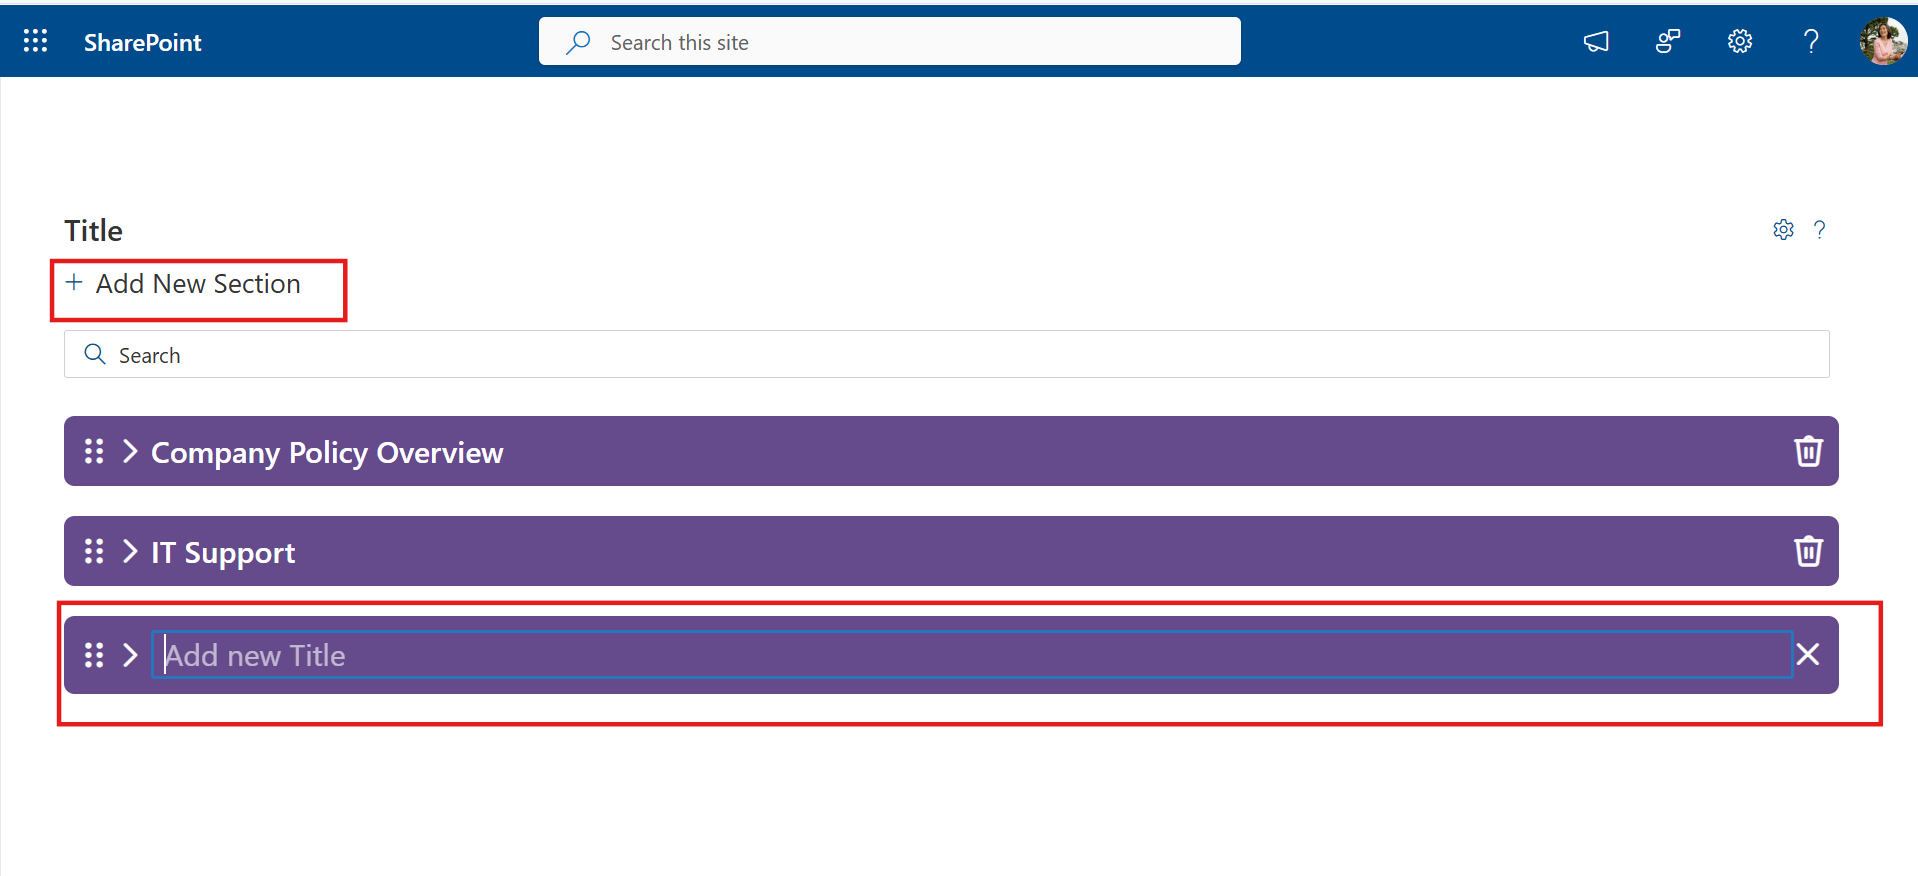 SharePoint
Search this site
Title
+ Add New Section
Search
Company Policy Overview
IT Support
Add new Title